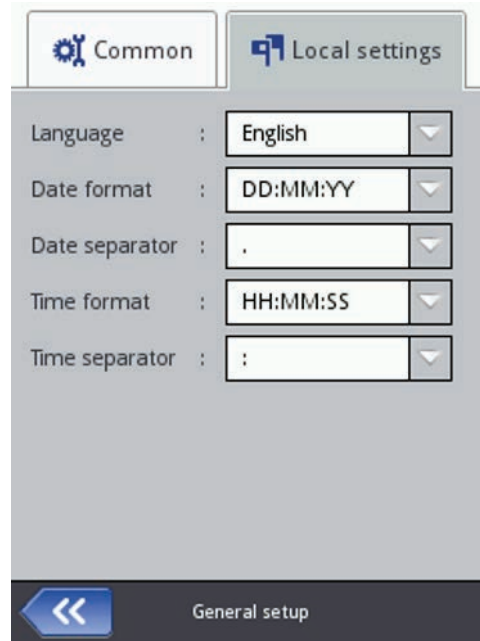 Common
Local settings
Language : English
Date format : DD:MM:YY
Date separator : .
Time format : HH:MM:SS
Time separator : :
General setup